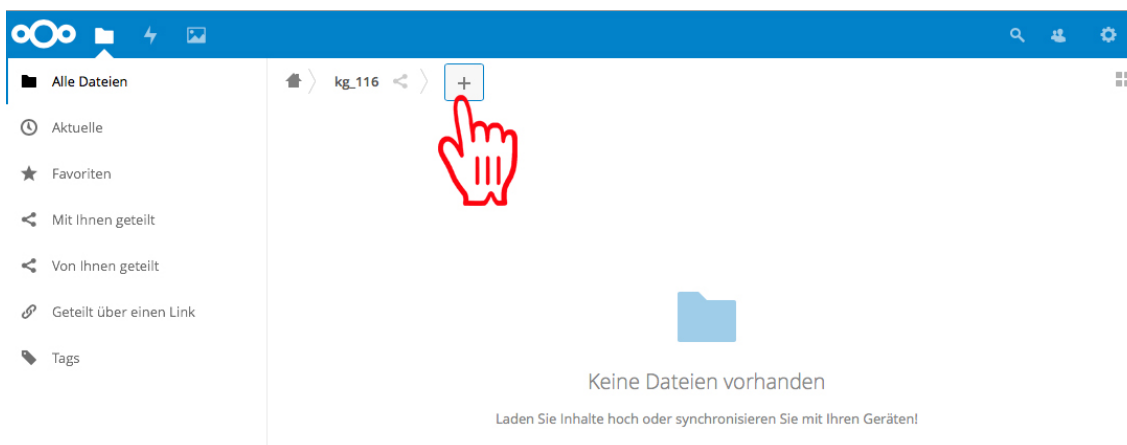 Alle Dateien
kg_116
+
Aktuelle
Favoriten
Mit Ihnen geteilt
Von Ihnen geteilt
Geteilt über einen Link
Tags
Keine Dateien vorhanden
Laden Sie Inhalte hoch oder synchronisieren Sie mit Ihren Geräten!